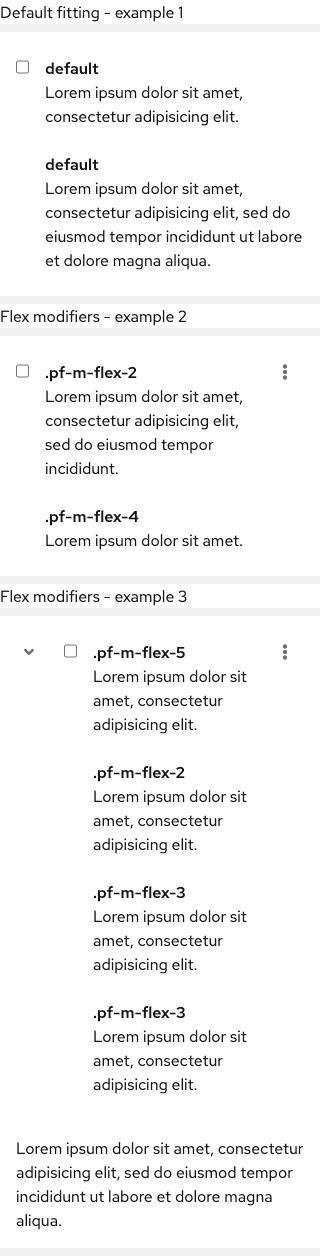 Default fitting - example 1
default
Lorem ipsum dolor sit amet,
consectetur adipisicing elit.
default
Lorem ipsum dolor sit amet,
consectetur adipisicing elit, sed do
eiusmod tempor incididunt ut labore
et dolore magna aliqua.
Flex modifiers - example 2
.pf-m-flex-2
Lorem ipsum dolor sit amet,
consectetur adipisicing elit,
sed do eiusmod tempor
incididunt.
.pf-m-flex-4
Lorem ipsum dolor sit amet.
Flex modifiers - example 3
.pf-m-flex-5
Lorem ipsum dolor sit
amet, consectetur
adipisicing elit.
.pf-m-flex-2
Lorem ipsum dolor sit
amet, consectetur
adipisicing elit.
.pf-m-flex-3
Lorem ipsum dolor sit
amet, consectetur
adipisicing elit.
.pf-m-flex-3
Lorem ipsum dolor sit
amet, consectetur
adipisicing elit.
Lorem ipsum dolor sit amet, consectetur
adipisicing elit, sed do eiusmod tempor
incididunt ut labore et dolore magna
aliqua.